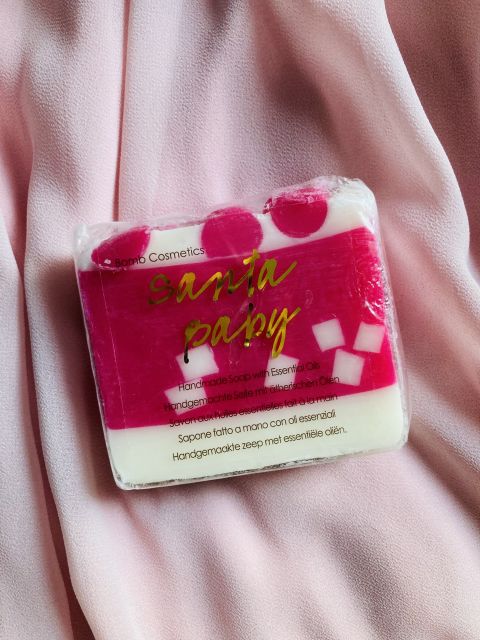 Bomb Cosmetics
santa
baby
Handmade Soap with Essential Oils
Handgemachte Seife mit ätherischen Ölen
Savon aux huiles essentielles fait à la main
Sapone fatto a mano con oli essenziali
Handgemaakte zeep met essentiële oliën.